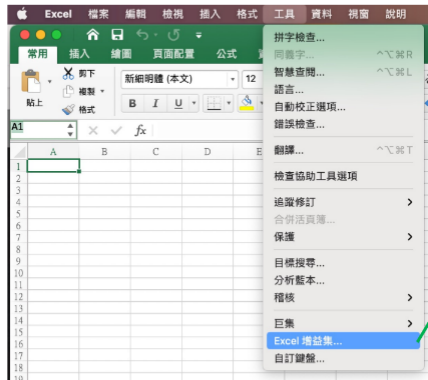 Excel 檔案 編輯 檢視 插入 格式 工具 資料 視窗 說明
常用 插入 繪圖 頁面配置 公式
拼字檢查...
同義字... ^⌥⌘R
智慧查閱... ^⌥⌘L
語言...
自動校正選項...
錯誤檢查...
翻譯... ^⌥⌘T
檢查協助工具選項
追蹤修訂 >
合併活頁簿...
保護 >
目標搜尋...
分析藍本...
稽核 >
巨集 >
Excel 增益集...
自訂鍵盤...
貼上
剪下
複製
格式
新細明體 (本文) 12
B I U
A1 fx
A B C D E
1
2
3
4
5
6
7
8
9
10
11
12
13
14
15
16
17
18
19